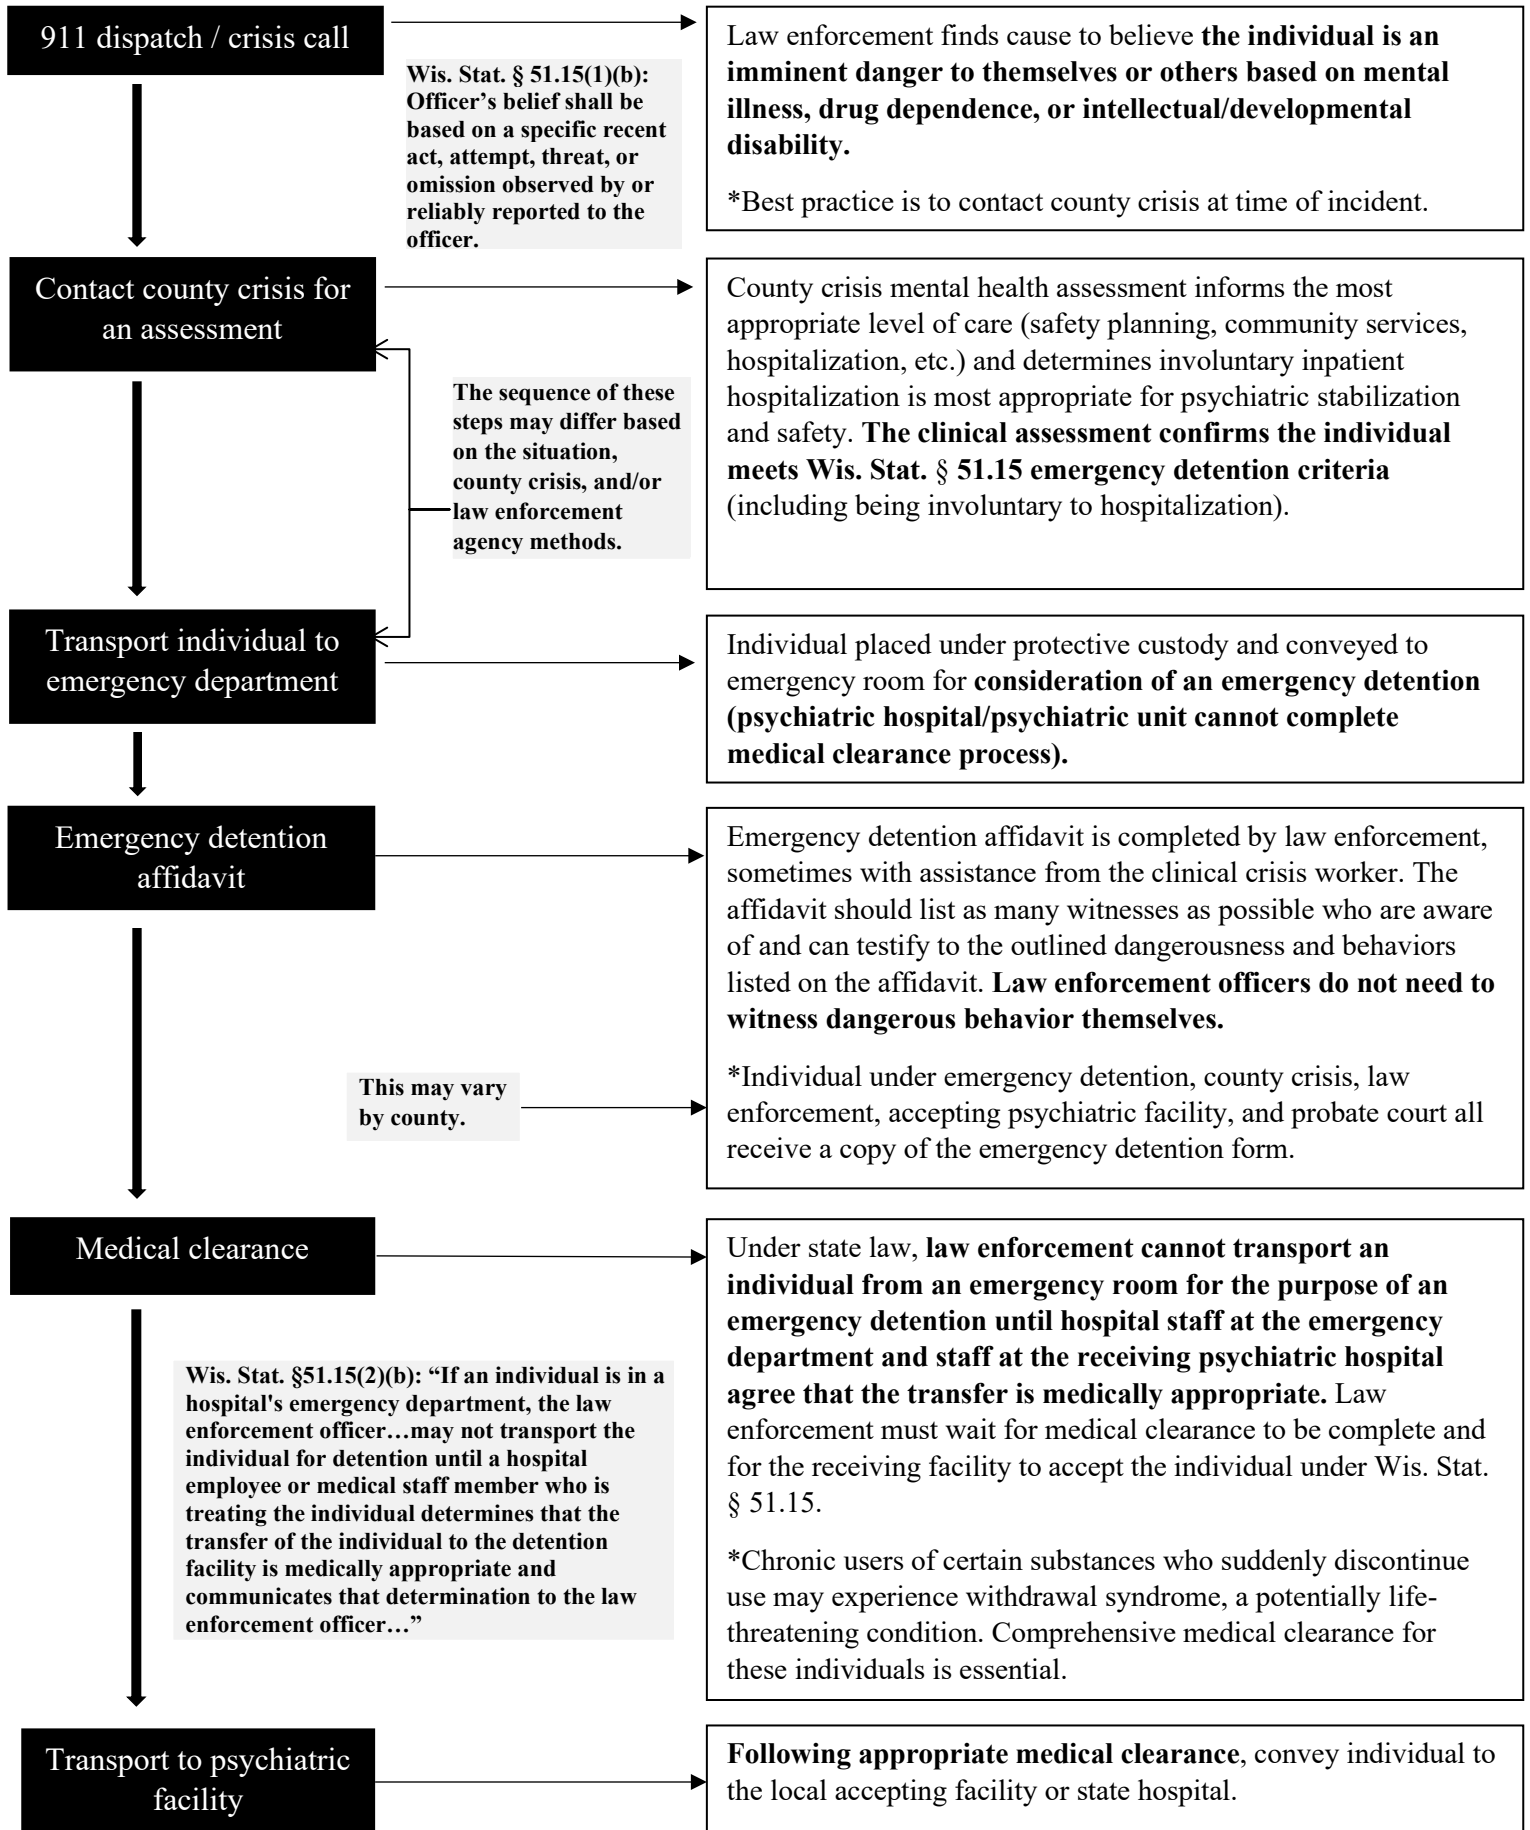 911 dispatch / crisis call
Wis. Stat. § 51.15(1)(b):
Officer’s belief shall be
based on a specific recent
act, attempt, threat, or
omission observed by or
reliably reported to the
officer.
Law enforcement finds cause to believe the individual is an
imminent danger to themselves or others based on mental
illness, drug dependence, or intellectual/developmental
disability.
*Best practice is to contact county crisis at time of incident.
Contact county crisis for
an assessment
The sequence of these
steps may differ based
on the situation,
county crisis, and/or
law enforcement
agency methods.
County crisis mental health assessment informs the most
appropriate level of care (safety planning, community services,
hospitalization, etc.) and determines involuntary inpatient
hospitalization is most appropriate for psychiatric stabilization
and safety. The clinical assessment confirms the individual
meets Wis. Stat. § 51.15 emergency detention criteria
(including being involuntary to hospitalization).
Transport individual to
emergency department
Individual placed under protective custody and conveyed to
emergency room for consideration of an emergency detention
(psychiatric hospital/psychiatric unit cannot complete
medical clearance process).
Emergency detention
affidavit
Emergency detention affidavit is completed by law enforcement,
sometimes with assistance from the clinical crisis worker. The
affidavit should list as many witnesses as possible who are aware
of and can testify to the outlined dangerousness and behaviors
listed on the affidavit. Law enforcement officers do not need to
witness dangerous behavior themselves.
This may vary
by county.
*Individual under emergency detention, county crisis, law
enforcement, accepting psychiatric facility, and probate court all
receive a copy of the emergency detention form.
Medical clearance
Wis. Stat. §51.15(2)(b): “If an individual is in a
hospital's emergency department, the law
enforcement officer…may not transport the
individual for detention until a hospital
employee or medical staff member who is
treating the individual determines that the
transfer of the individual to the detention
facility is medically appropriate and
communicates that determination to the law
enforcement officer…”
Under state law, law enforcement cannot transport an
individual from an emergency room for the purpose of an
emergency detention until hospital staff at the emergency
department and staff at the receiving psychiatric hospital
agree that the transfer is medically appropriate. Law
enforcement must wait for medical clearance to be complete and
for the receiving facility to accept the individual under Wis. Stat.
§ 51.15.
*Chronic users of certain substances who suddenly discontinue
use may experience withdrawal syndrome, a potentially life-
threatening condition. Comprehensive medical clearance for
these individuals is essential.
Transport to psychiatric
facility
Following appropriate medical clearance, convey individual to
the local accepting facility or state hospital.